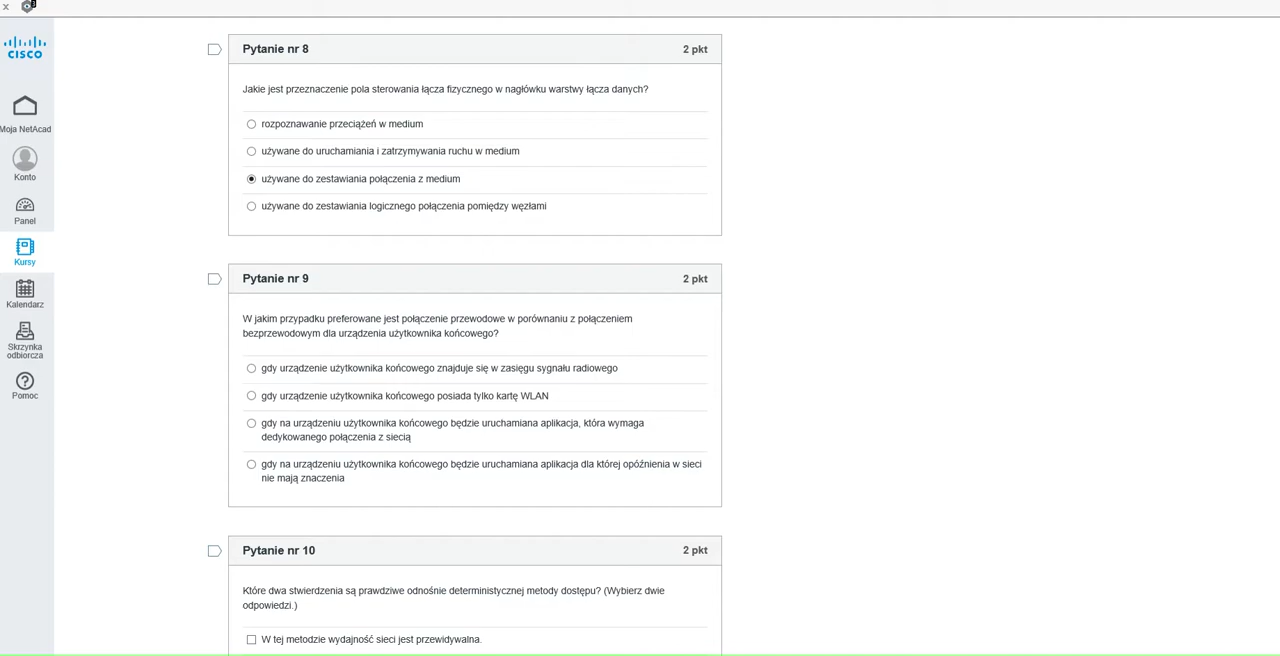 x
CISCO
Moja NetAcad
Konto
Panel
Kursy
Kalendarz
Skrzynka
odbiorcza
Pomoc
Pytanie nr 8
2 pkt
Jakie jest przeznaczenie pola sterowania łącza fizycznego w nagłówku warstwy łącza danych?
rozpoznawanie przeciążeń w medium
używane do uruchamiania i zatrzymywania ruchu w medium
używane do zestawiania połączenia z medium
używane do zestawiania logicznego połączenia pomiędzy węzłami
Pytanie nr 9
2 pkt
W jakim przypadku preferowane jest połączenie przewodowe w porównaniu z połączeniem
bezprzewodowym dla urządzenia użytkownika końcowego?
gdy urządzenie użytkownika końcowego znajduje się w zasięgu sygnału radiowego
gdy urządzenie użytkownika końcowego posiada tylko kartę WLAN
gdy na urządzeniu użytkownika końcowego będzie uruchamiana aplikacja, która wymaga
dedykowanego połączenia z siecią
gdy na urządzeniu użytkownika końcowego będzie uruchamiana aplikacja dla której opóźnienia w sieci
nie mają znaczenia
Pytanie nr 10
2 pkt
Które dwa stwierdzenia są prawdziwe odnośnie deterministycznej metody dostępu? (Wybierz dwie
odpowiedzi.)
W tej metodzie wydajność sieci jest przewidywalna.